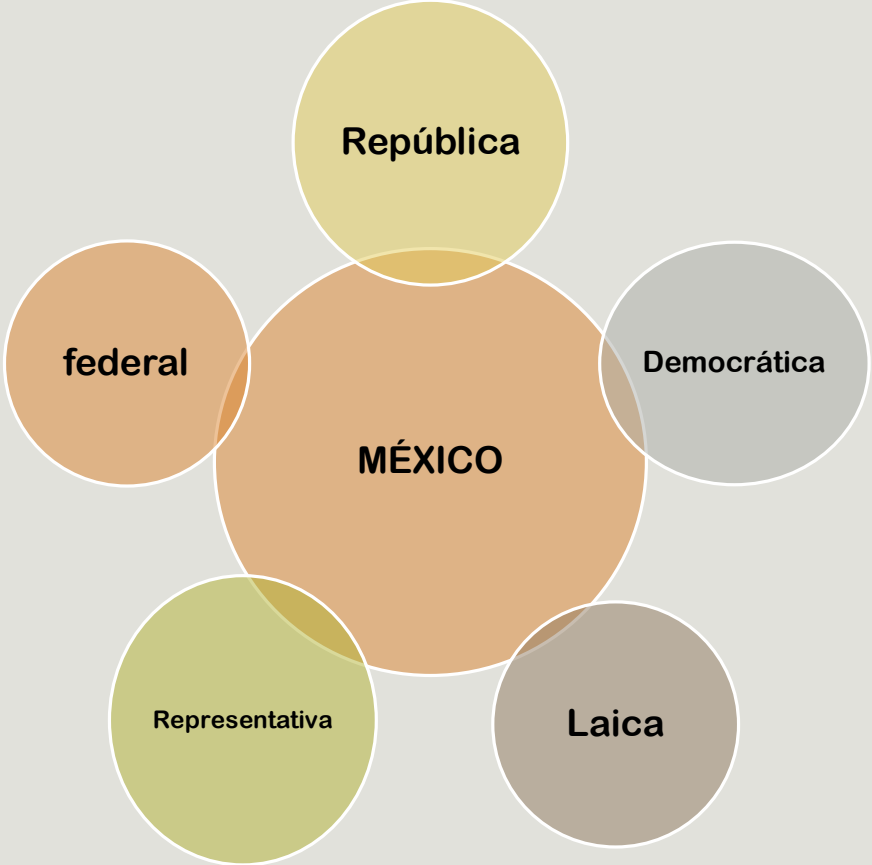 República
federal
Democrática
MÉXICO
Representativa
Laica